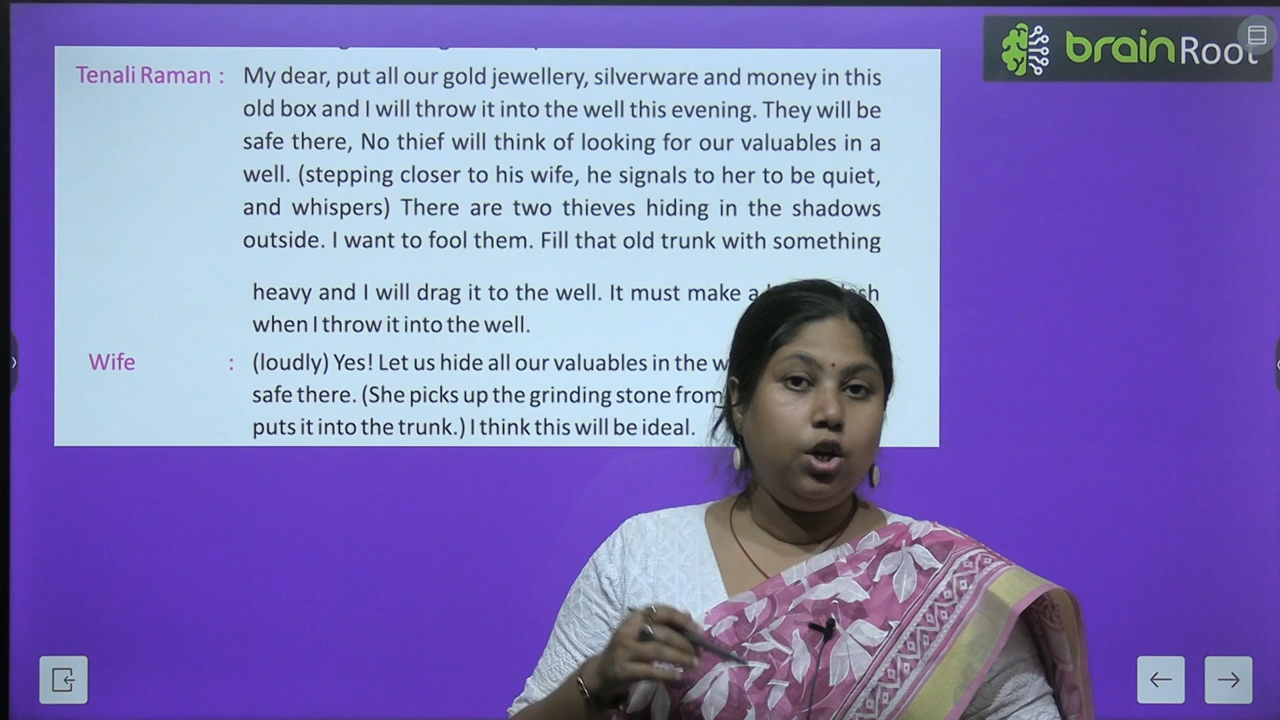 brainRoot
Tenali Raman : My dear, put all our gold jewellery, silverware and money in this
old box and I will throw it into the well this evening. They will be
safe there, No thief will think of looking for our valuables in a
well. (stepping closer to his wife, he signals to her to be quiet,
and whispers) There are two thieves hiding in the shadows
outside. I want to fool them. Fill that old trunk with something
heavy and I will drag it to the well. It must make a
when I throw it into the well.
Wife : (loudly) Yes! Let us hide all our valuables in the
safe there. (She picks up the grinding stone from
puts it into the trunk.) I think this will be ideal.